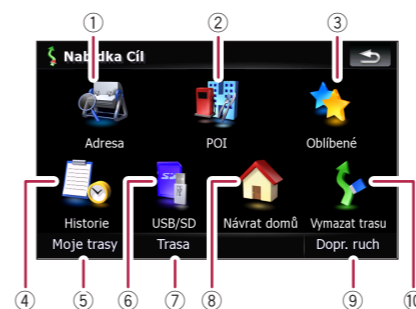 ① ② ③
Nabídka Cíl
Adresa POI Oblíbené
Historie USB/SD Návrat domů Vymazat trasu
Moje trasy Trasa Dopr. ruch
④ ⑤ ⑥ ⑦ ⑧ ⑨ ⑩